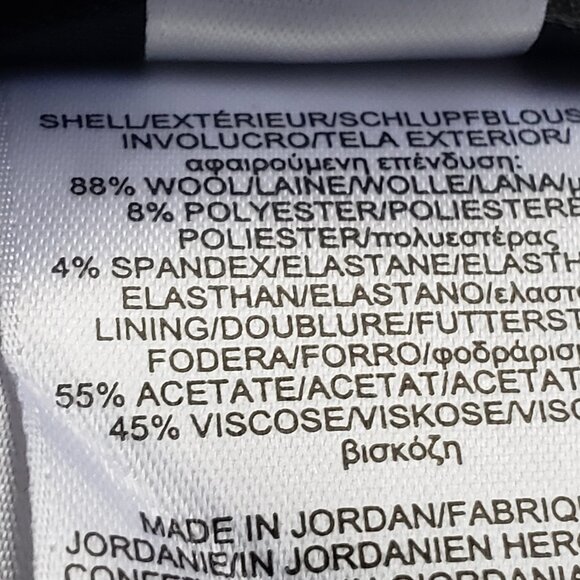 SHELL/EXTÉRIEUR/SCHLUPFBLOUS
INVOLUCRO/TELA EXTERIOR/
αφαιρούμενη επένδυση:
88% WOOL/LAINE/WOLLE/LANA/μ
8% POLYESTER/POLIESTERE
POLIESTER/πολυεστέρας
4% SPANDEX/ELASTANE/ELASTH
ELASTHAN/ELASTANO/ελαστ
LINING/DOUBLURE/FUTTERST
FODERA/FORRO/φοδράρισ
55% ACETATE/ACETAT/ACETAT
45% VISCOSE/VISKOSE/VISC
βισκόζη
MADE IN JORDAN/FABRIQ
JORDANIE/IN JORDANIEN HERG